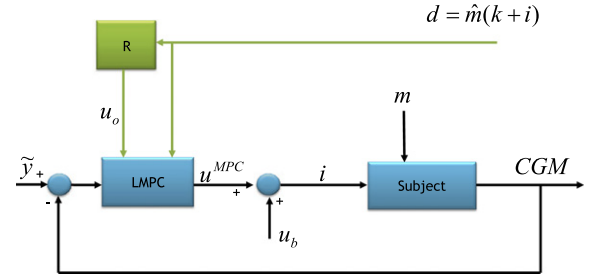 d = m̂(k + i)
R
m
u_o
ỹ +
-
LMPC
u^{MPC}
+
+
i
Subject
CGM
u_b